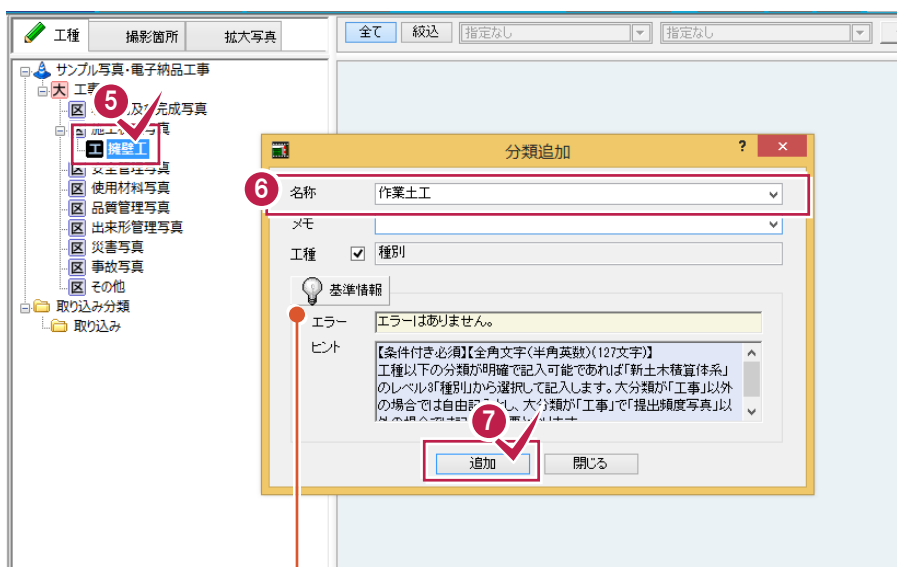 工種 撮影箇所 拡大写真 全て 絞込 指定なし 指定なし
サンプル写真・電子納品工事
大 工
5
区 完成写真
区 真
工 擁壁工
区 安全管理写真
区 使用材料写真
区 品質管理写真
区 出来形管理写真
区 災害写真
区 事故写真
区 その他
取り込み分類
取り込み
分類追加 ? ×
6 名称 作業土工
メモ
工種 種別
基準情報
エラー エラーはありません。
ヒント 【条件付き必須】【全角文字(半角英数)(127文字)】
工種以下の分類が明確で記入可能であれば「新土木積算体系」
のレベル3「種別」から選択して記入します。大分類が「工事」以外
の場合では自由記入とし、大分類が「工事」で「提出頻度写真」以
7
追加 閉じる